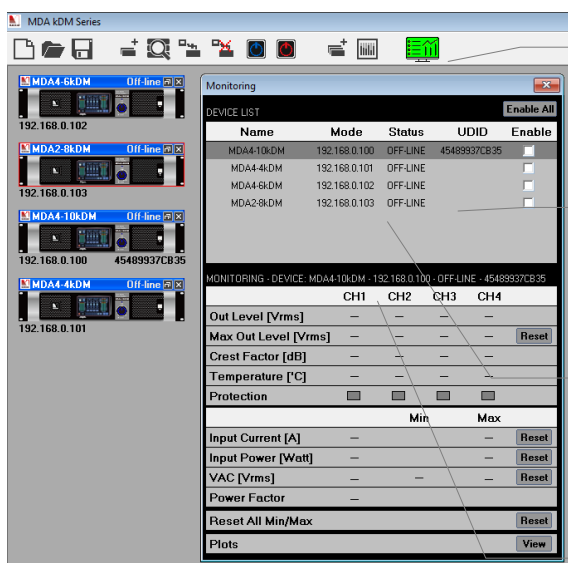 MDA kDM Series
MDA4-6kDM Off-line
192.168.0.102
MDA2-8kDM Off-line
192.168.0.103
MDA4-10kDM Off-line
192.168.0.100 45489937CB35
MDA4-4kDM Off-line
192.168.0.101
Monitoring
DEVICE LIST Enable All
Name Mode Status UDID Enable
MDA4-10kDM 192.168.0.100 OFF-LINE 45489937CB35
MDA4-4kDM 192.168.0.101 OFF-LINE
MDA4-6kDM 192.168.0.102 OFF-LINE
MDA2-8kDM 192.168.0.103 OFF-LINE
MONITORING - DEVICE: MDA4-10kDM - 192.168.0.100 - OFF-LINE - 45489937CB35
CH1 CH2 CH3 CH4
Out Level [Vrms] — — — —
Max Out Level [Vrms] — — — — Reset
Crest Factor [dB] — — — —
Temperature [°C] — — — —
Protection
Min Max
Input Current [A] — — Reset
Input Power [Watt] — — Reset
VAC [Vrms] — — — Reset
Power Factor —
Reset All Min/Max Reset
Plots View